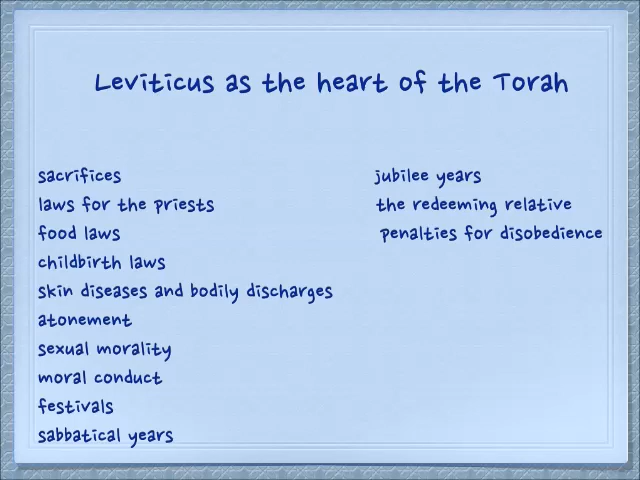 Leviticus as the heart of the Torah
sacrifices
laws for the priests
food laws
childbirth laws
skin diseases and bodily discharges
atonement
sexual morality
moral conduct
festivals
sabbatical years
jubilee years
the redeeming relative
penalties for disobedience